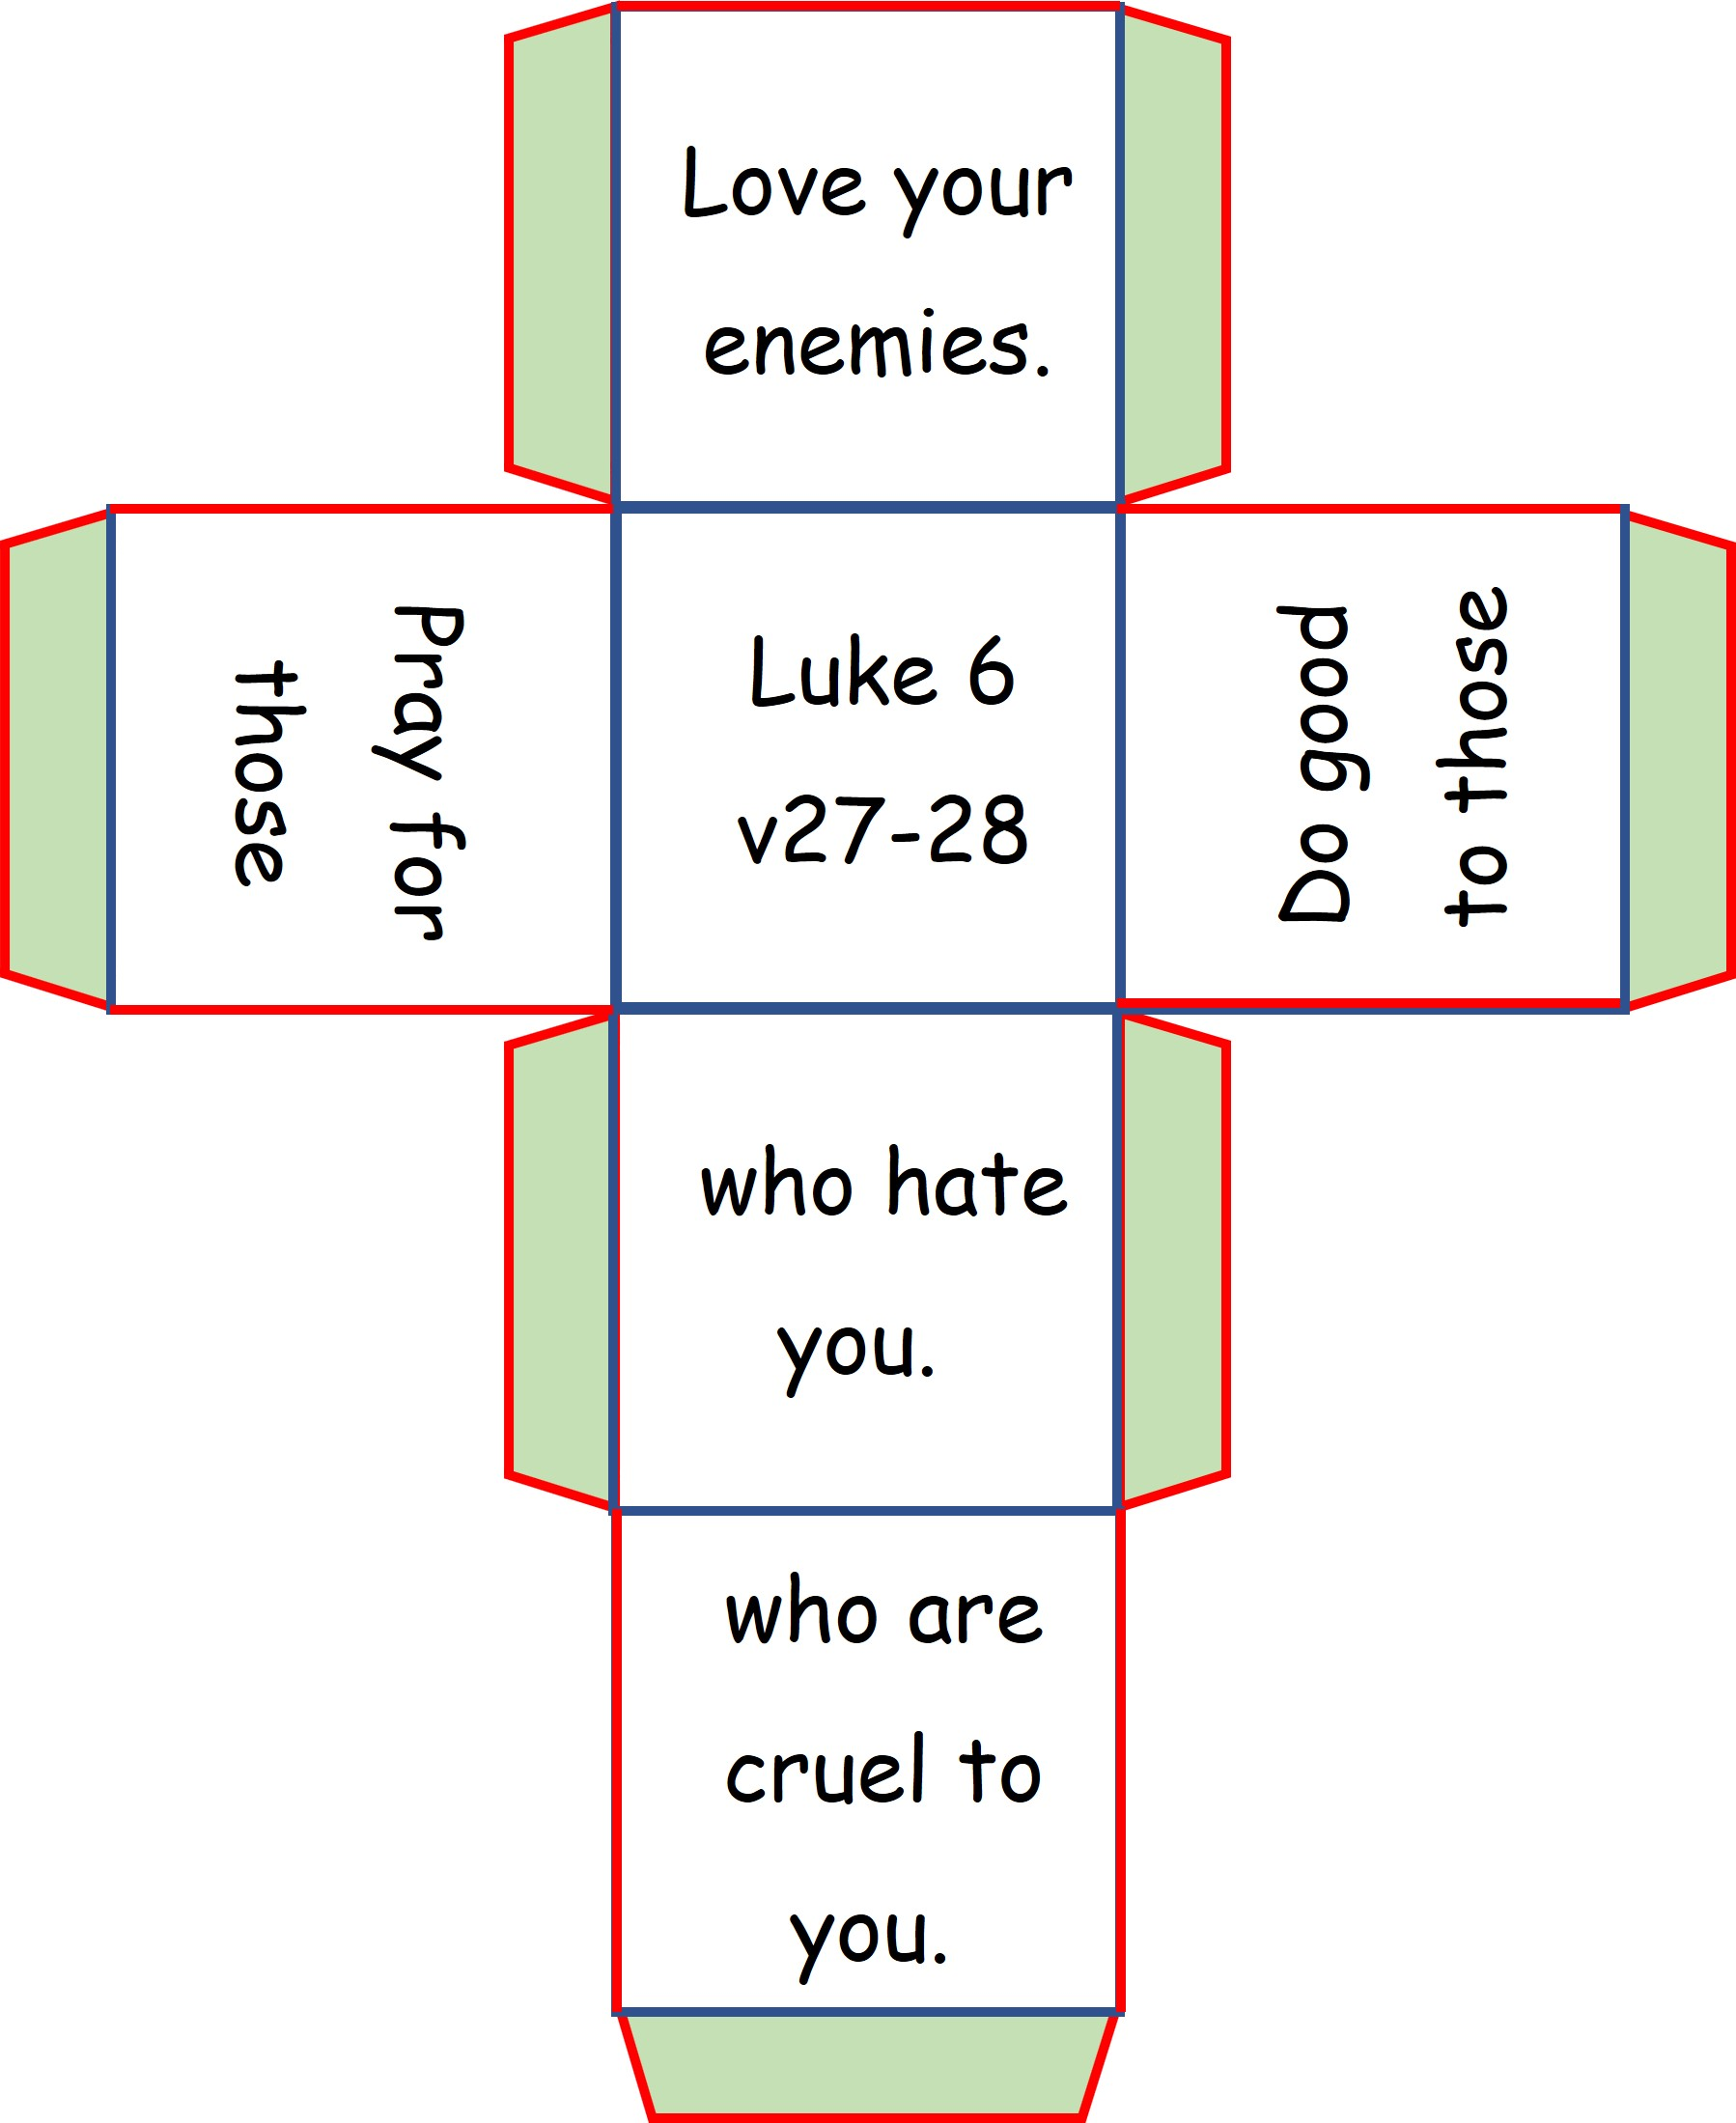 Love your
enemies.
Pray for
those
Luke 6
v27-28
Do good
to those
who hate
you.
who are
cruel to
you.